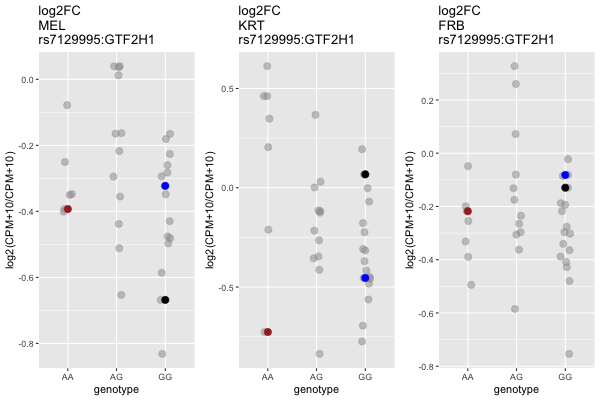 log2FC
MEL
rs7129995:GTF2H1
log2(CPM+10/CPM+10)
0.0
-0.2
-0.4
-0.6
-0.8
AA AG GG
genotype
log2FC
KRT
rs7129995:GTF2H1
log2(CPM+10/CPM+10)
0.5
0.0
-0.5
AA AG GG
genotype
log2FC
FRB
rs7129995:GTF2H1
log2(CPM+10/CPM+10)
0.2
0.0
-0.2
-0.4
-0.6
-0.8
AA AG GG
genotype